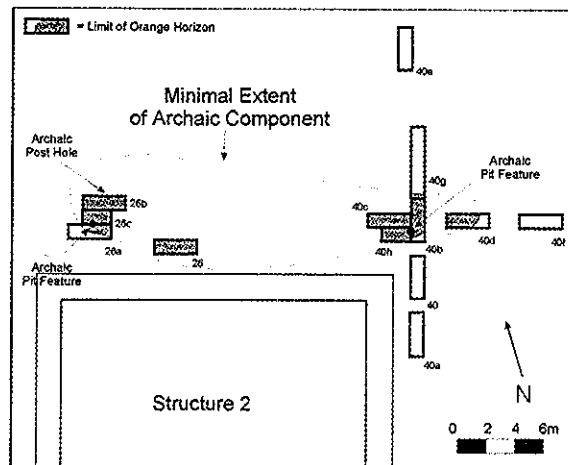 = Limit of Orange Horizon
40e
Minimal Extent
of Archaic Component
Archaic
Post Hole
Archaic
Pit Feature
26b
40g
40c
26c
40d
26a
26
40h
40b
Archaic
Pit Feature
40
40a
Structure 2
N
0 2 4 6m